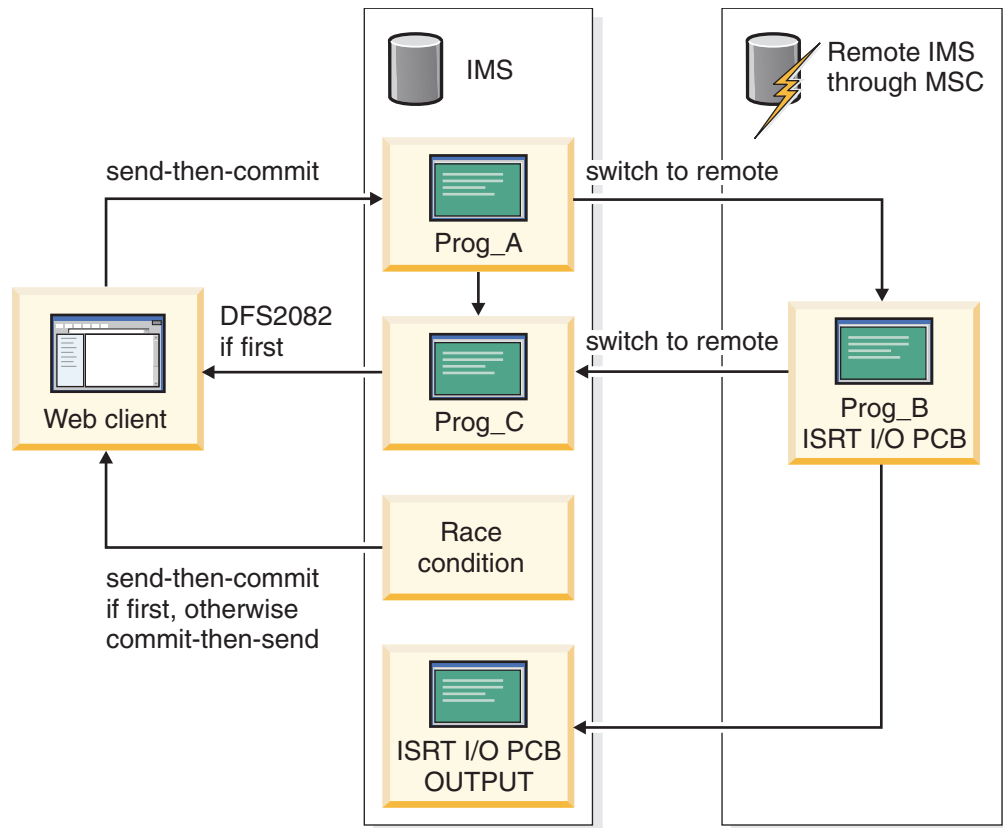 IMS
Remote IMS
through MSC
send-then-commit
switch to remote
Prog_A
DFS2082
if first
switch to remote
Web client
Prog_C
Prog_B
ISRT I/O PCB
Race
condition
send-then-commit
if first, otherwise
commit-then-send
ISRT I/O PCB
OUTPUT